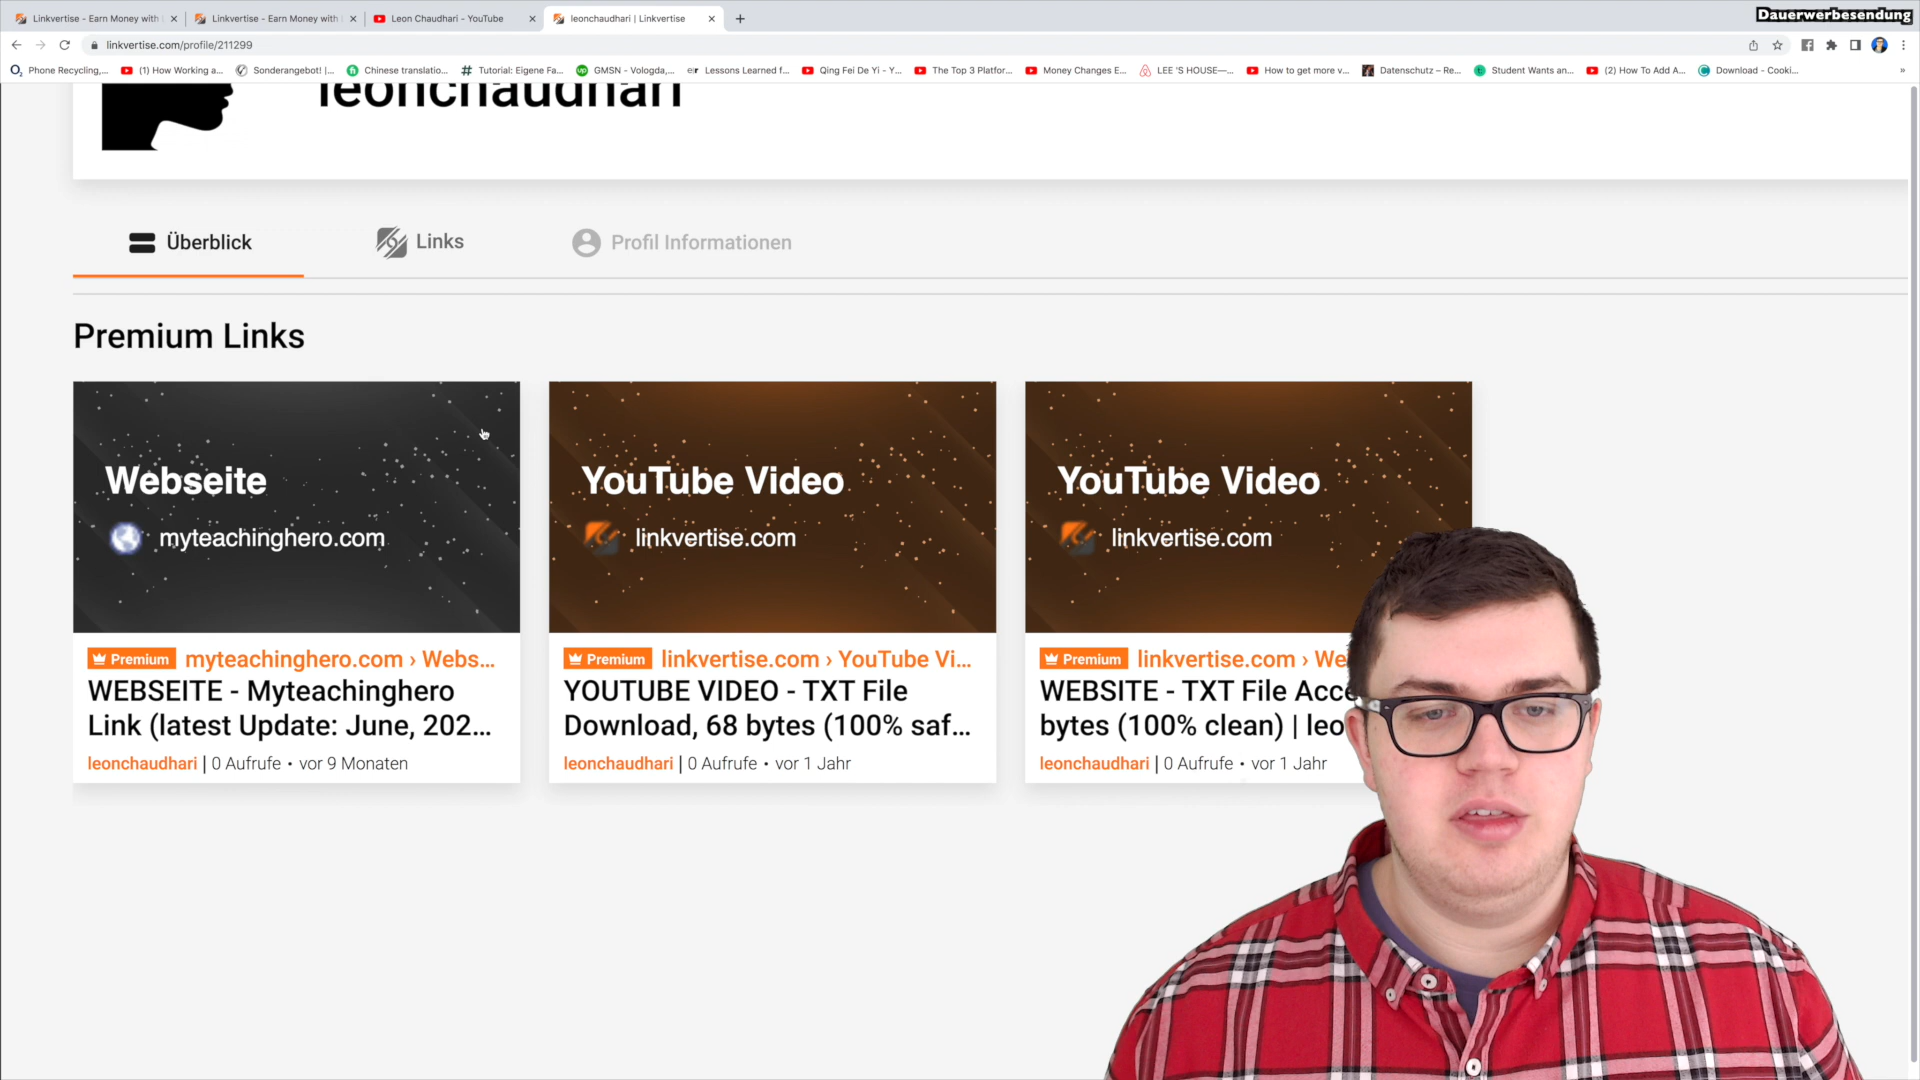 Linkvertise - Earn Money with
Linkvertise - Earn Money with
Leon Chaudhari - YouTube
leonchaudhari | Linkvertise
Dauerwerbesendung
linkvertise.com/profile/211299
Phone Recycling,...
(1) How Working a...
Sonderangebot! |...
Chinese translatio...
Tutorial: Eigene Fa...
GMSN - Vologda,...
Lessons Learned f...
Qing Fei De Yi - Y...
The Top 3 Platfor...
Money Changes E...
LEE 'S HOUSE—...
How to get more v...
Datenschutz – Re...
Student Wants an...
(2) How To Add A...
Download - Cooki...
leonchaudhari
Überblick
Links
Profil Informationen
Premium Links
Webseite
myteachinghero.com
YouTube Video
linkvertise.com
YouTube Video
linkvertise.com
Premium myteachinghero.com › Webs...
WEBSEITE - Myteachinghero
Link (latest Update: June, 202...
leonchaudhari | 0 Aufrufe • vor 9 Monaten
Premium linkvertise.com › YouTube Vi...
YOUTUBE VIDEO - TXT File
Download, 68 bytes (100% saf...
leonchaudhari | 0 Aufrufe • vor 1 Jahr
Premium linkvertise.com › We
WEBSITE - TXT File Acce
bytes (100% clean) | leo
leonchaudhari | 0 Aufrufe • vor 1 Jahr